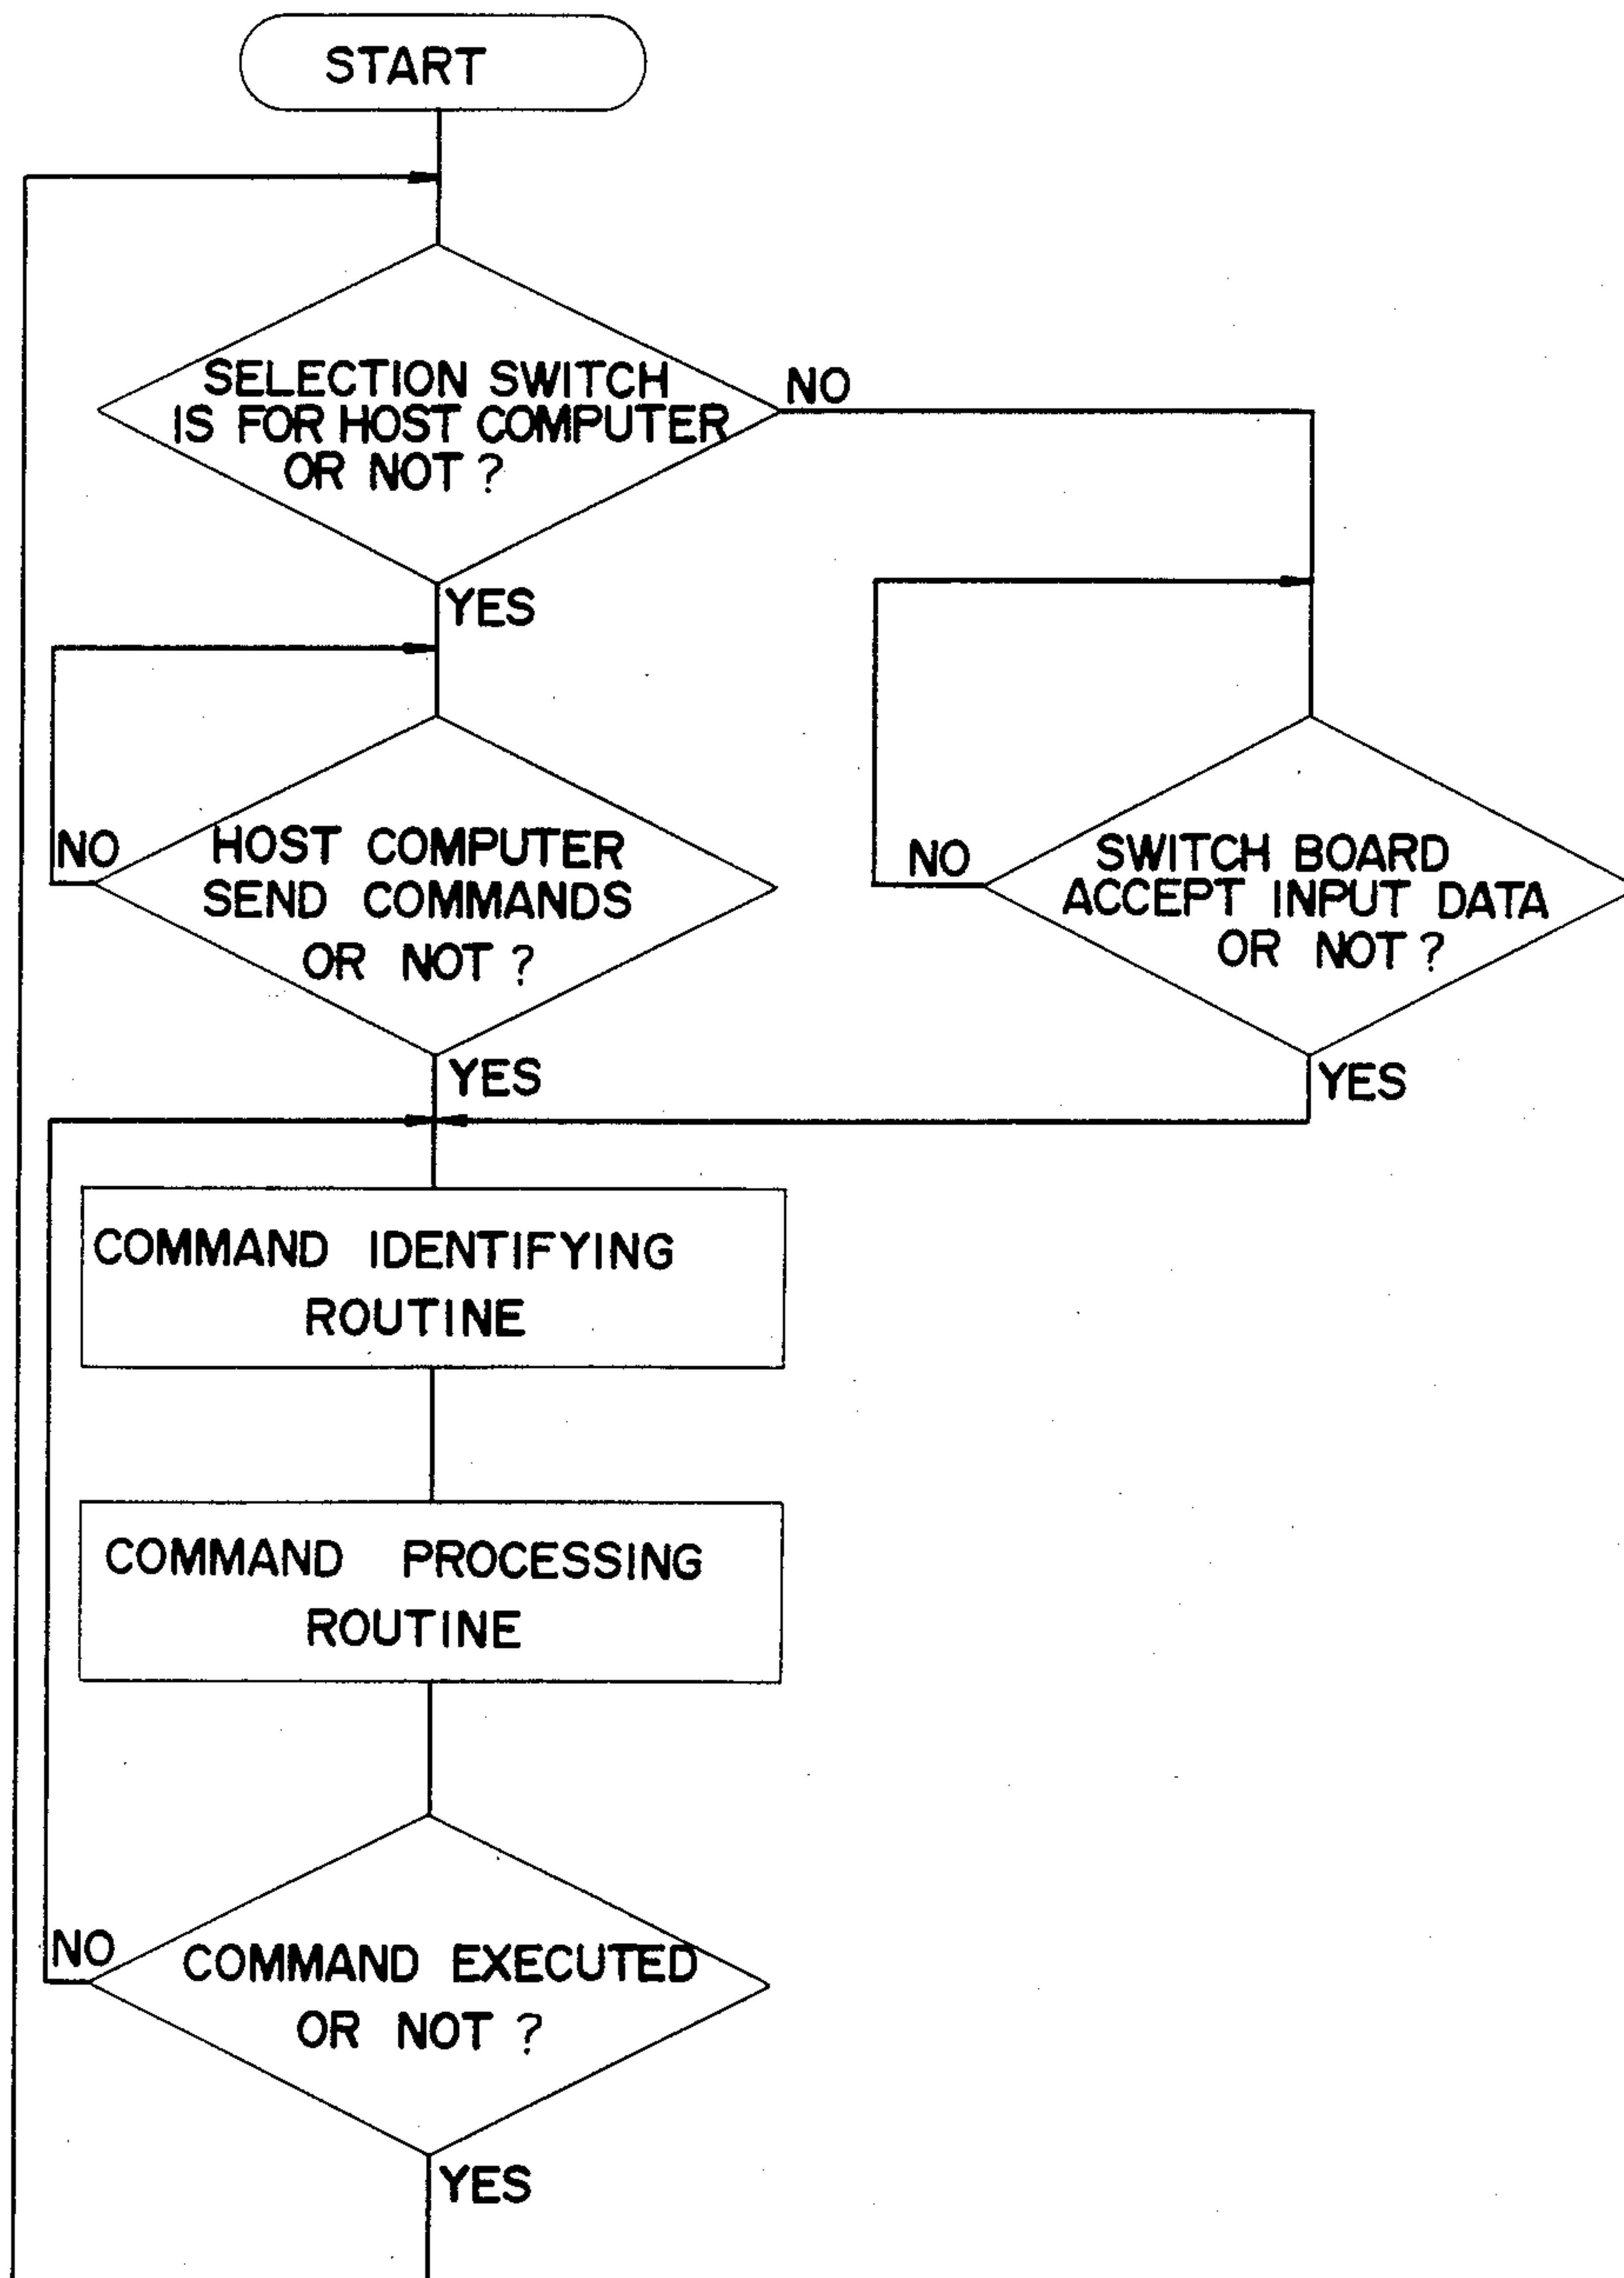 START
SELECTION SWITCH
IS FOR HOST COMPUTER
OR NOT ?
NO
YES
NO
HOST COMPUTER
SEND COMMANDS
OR NOT ?
NO
SWITCH BOARD
ACCEPT INPUT DATA
OR NOT ?
YES
YES
COMMAND IDENTIFYING
ROUTINE
COMMAND PROCESSING
ROUTINE
NO
COMMAND EXECUTED
OR NOT ?
YES